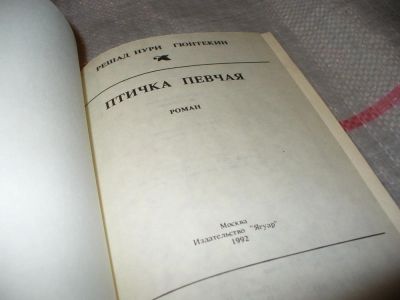 РЕШАД НУРИ ГЮНТЕКИН
ПТИЧКА ПЕВЧАЯ
РОМАН
Москва
Издательство "Ягуар"
1992